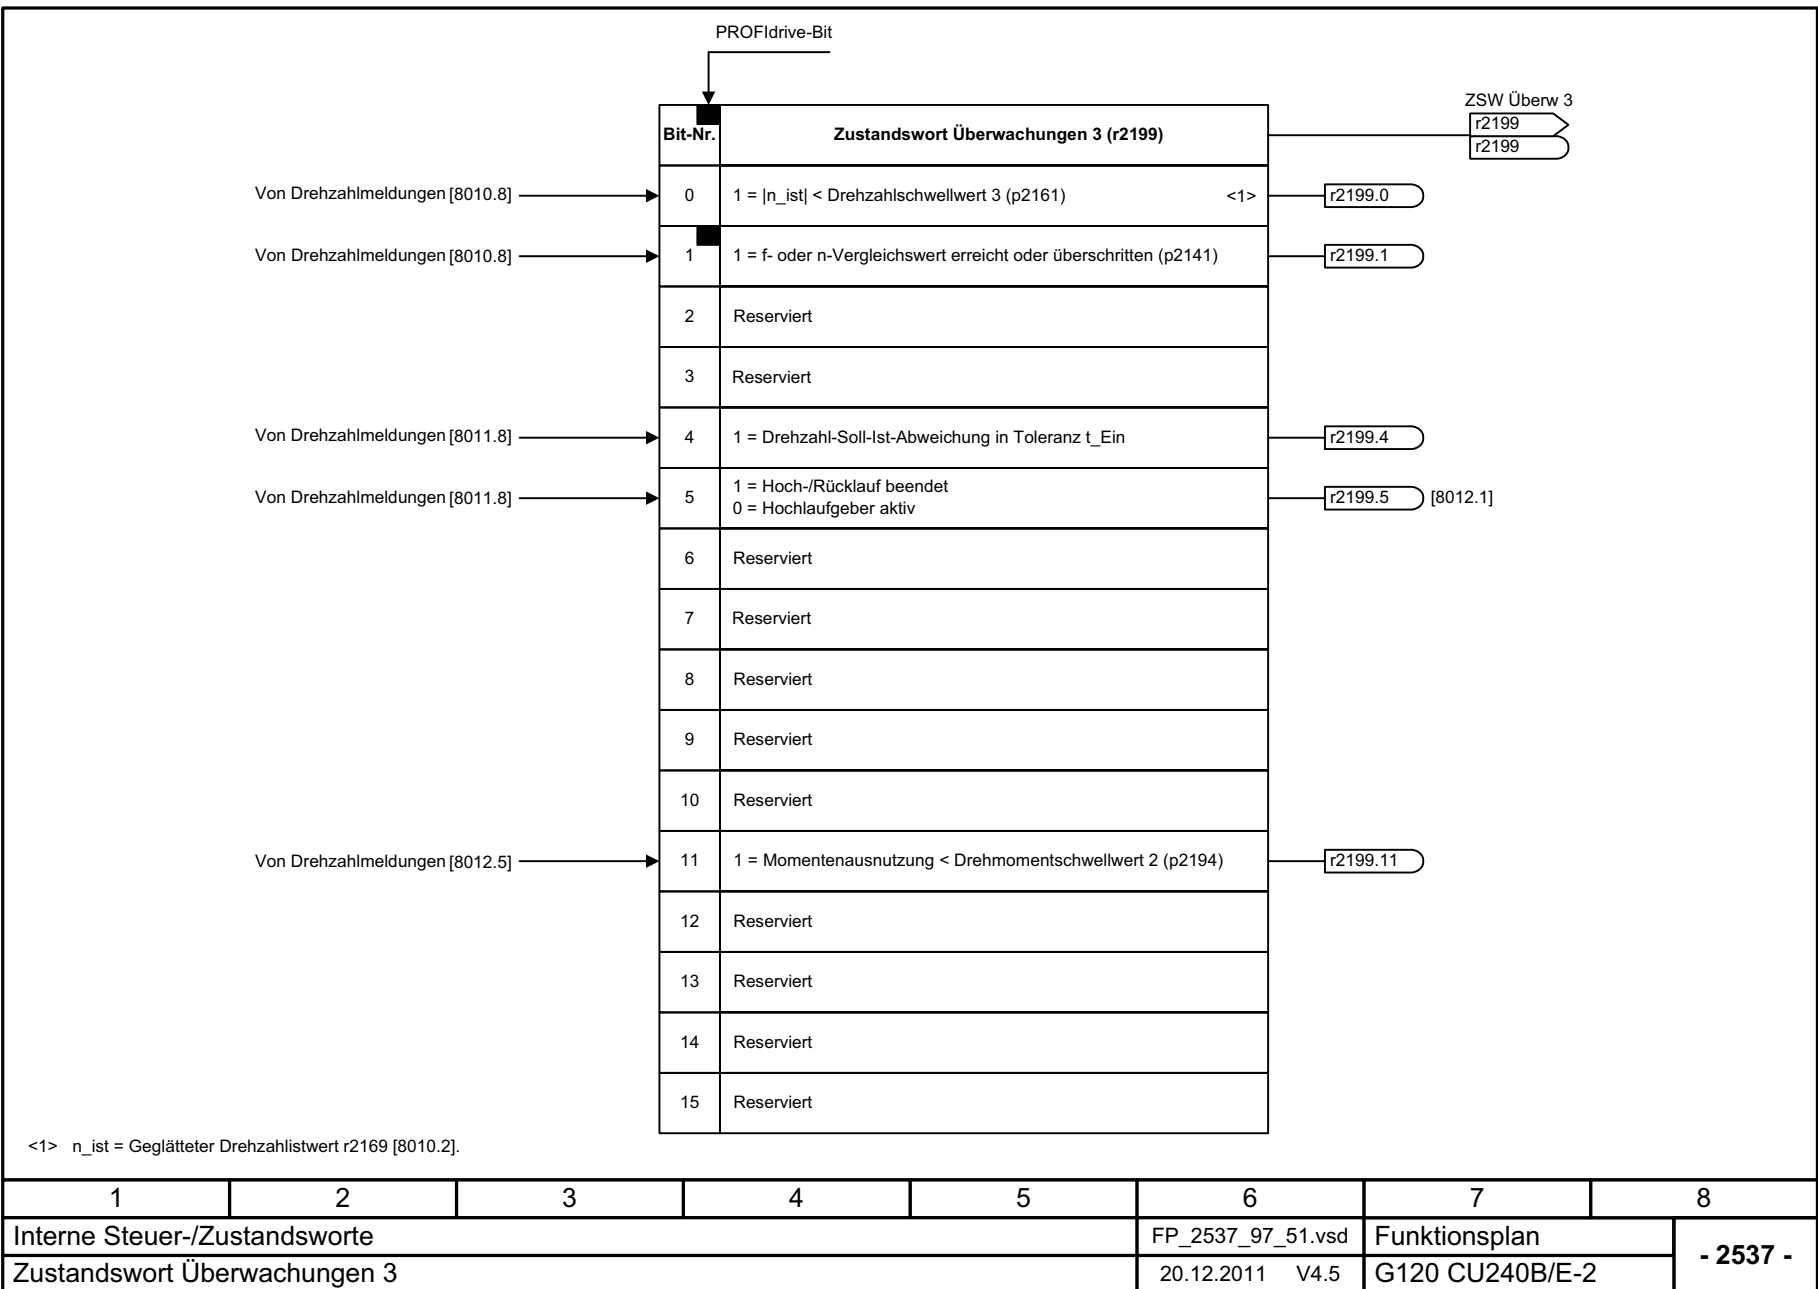 PROFIdrive-Bit
ZSW Überw 3
r2199
r2199
Bit-Nr. Zustandswort Überwachungen 3 (r2199)
Von Drehzahlmeldungen [8010.8] 0 1 = |n_ist| < Drehzahlschwellwert 3 (p2161) <1> r2199.0
Von Drehzahlmeldungen [8010.8] 1 1 = f- oder n-Vergleichswert erreicht oder überschritten (p2141) r2199.1
2 Reserviert
3 Reserviert
Von Drehzahlmeldungen [8011.8] 4 1 = Drehzahl-Soll-Ist-Abweichung in Toleranz t_Ein r2199.4
Von Drehzahlmeldungen [8011.8] 5 1 = Hoch-/Rücklauf beendet
0 = Hochlaufgeber aktiv r2199.5 [8012.1]
6 Reserviert
7 Reserviert
8 Reserviert
9 Reserviert
10 Reserviert
Von Drehzahlmeldungen [8012.5] 11 1 = Momentenausnutzung < Drehmomentschwellwert 2 (p2194) r2199.11
12 Reserviert
13 Reserviert
14 Reserviert
15 Reserviert
<1> n_ist = Geglätteter Drehzahlistwert r2169 [8010.2].
1 2 3 4 5 6 7 8
Interne Steuer-/Zustandsworte FP_2537_97_51.vsd Funktionsplan
- 2537 -
Zustandswort Überwachungen 3 20.12.2011 V4.5 G120 CU240B/E-2